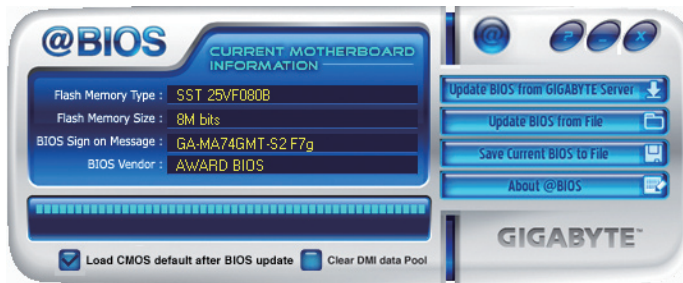 @BIOS
CURRENT MOTHERBOARD
INFORMATION
Flash Memory Type : SST 25VF080B
Flash Memory Size : 8M bits
BIOS Sign on Message : GA-MA74GMT-S2 F7g
BIOS Vendor : AWARD BIOS
Load CMOS default after BIOS update Clear DMI data Pool
@ ? - X
Update BIOS from GIGABYTE Server
Update BIOS from File
Save Current BIOS to File
About @BIOS
GIGABYTE™